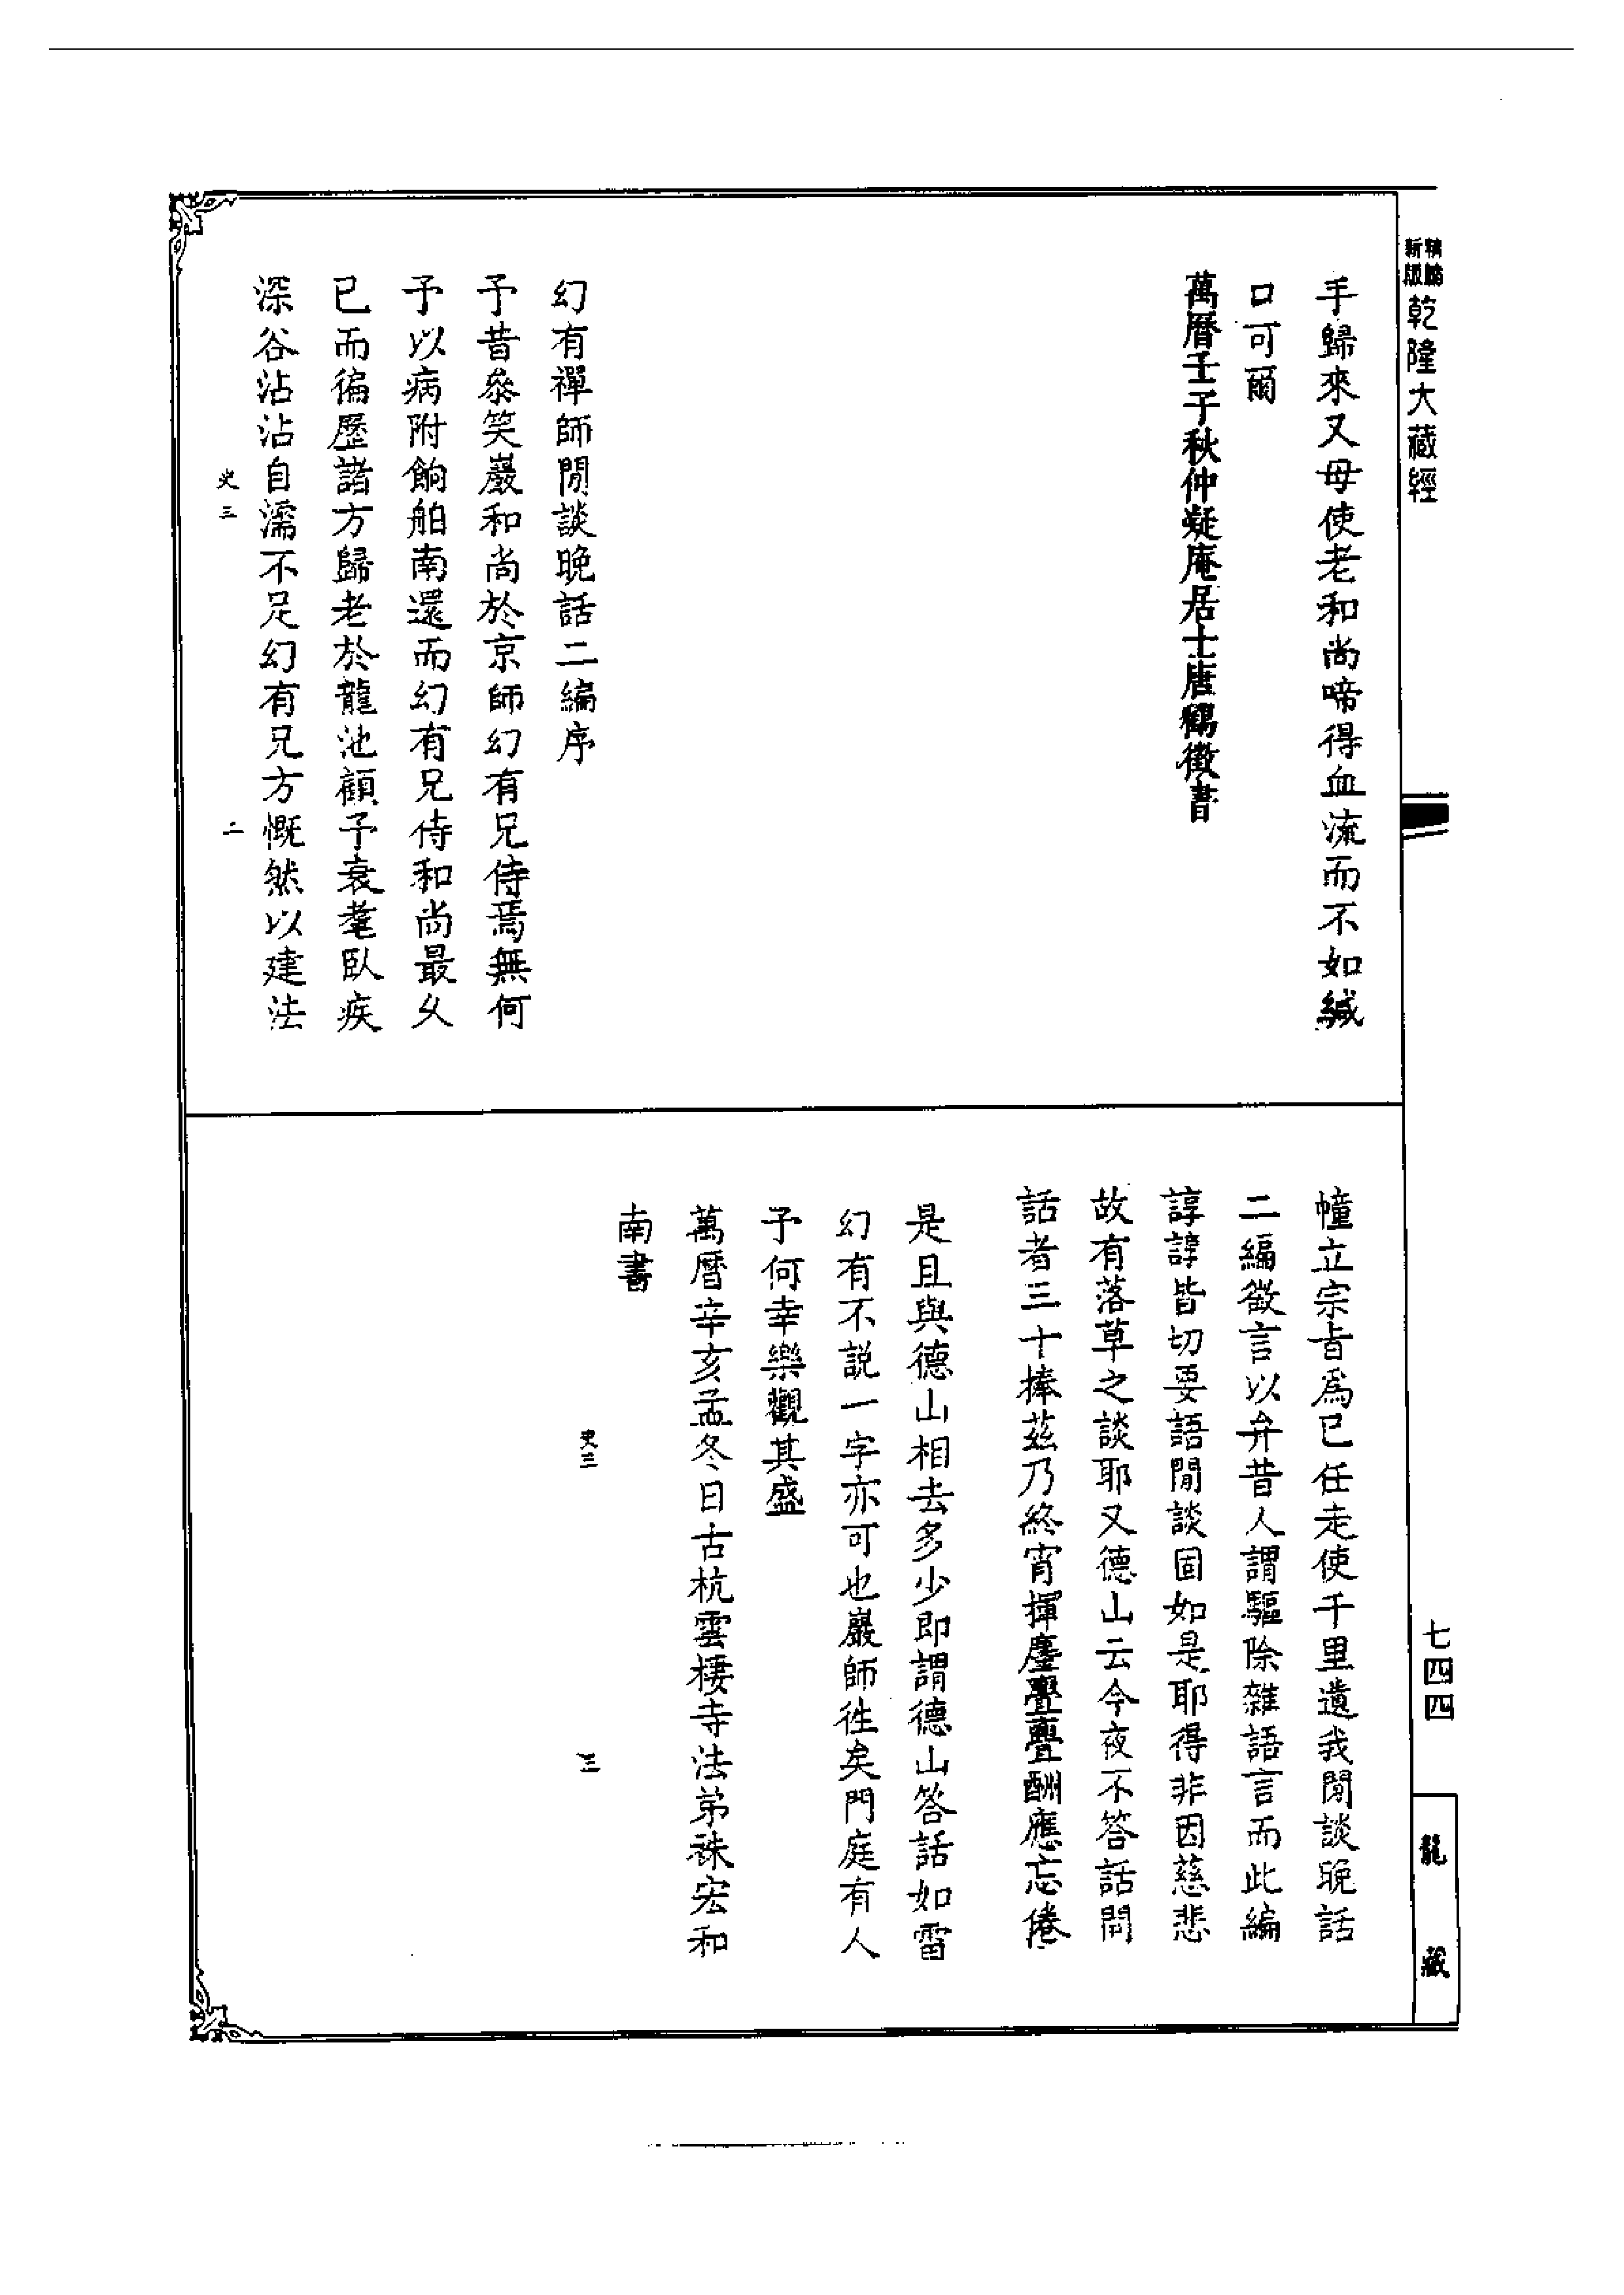 新版
精縮
乾隆大藏經
手歸來又毋使老和尚啼得血流而不如緘
口可爾
萬曆壬子秋仲凝庵居士唐鶴徵書
幻有禪師閒談晚話二編序
予昔叅笑巖和尚於京師幻有兄侍焉無何
予以病附餉舶南還而幻有兄侍和尚最久
已而徧歷諸方歸老於龍池顧予衰耄臥疾
深谷沾沾自濡不足幻有兄方慨然以建法
史三
二
幢立宗旨爲已任走使千里遺我閒談晚話
二編徵言以弁昔人謂驅除雜語言而此編
諄諄皆切要語閒談固如是耶得非因慈悲
故有落草之談耶又德山云今夜不答話問
話者三十捧茲乃終宵揮麈亹亹酬應忘倦
是且與德山相去多少即謂德山答話如雷
幻有不說一字亦可也巖師徃矣門庭有人
予何幸樂觀其盛
萬曆辛亥孟冬日古杭雲棲寺法弟袾宏和
南書
史三
三
七四四
龍藏